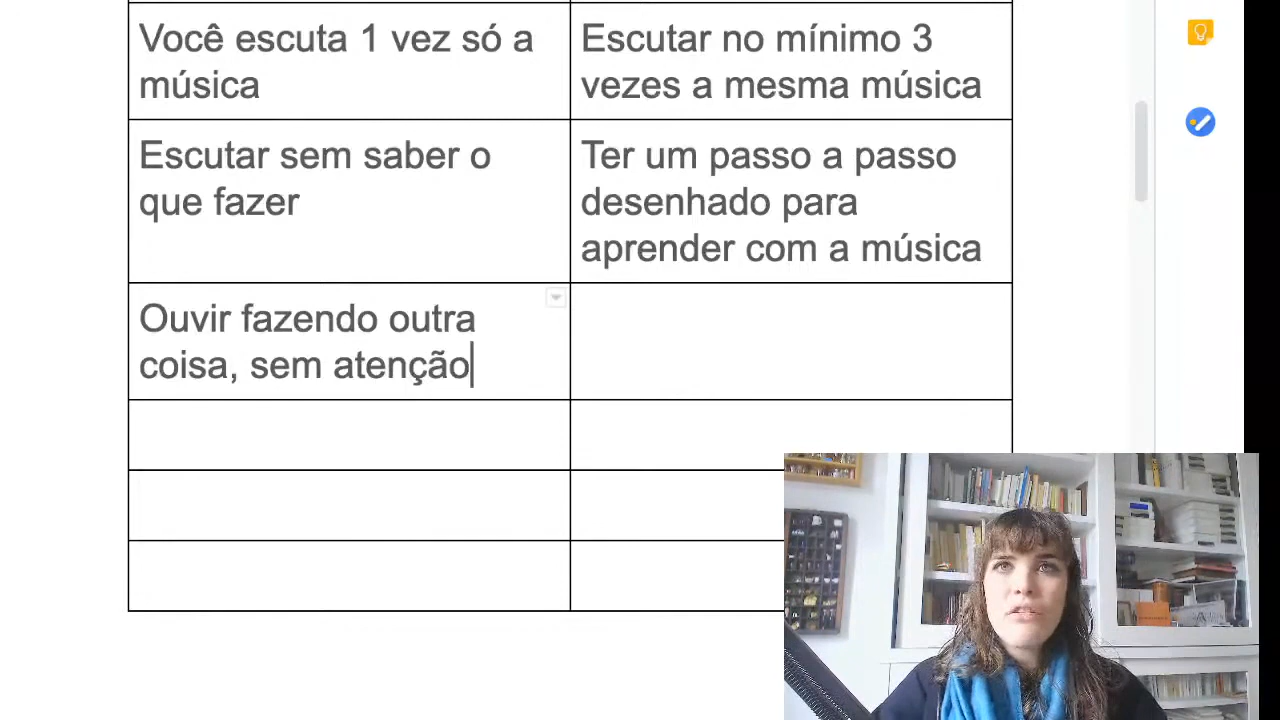 Você escuta 1 vez só a
música
Escutar no mínimo 3
vezes a mesma música
Escutar sem saber o
que fazer
Ter um passo a passo
desenhado para
aprender com a música
Ouvir fazendo outra
coisa, sem atenção